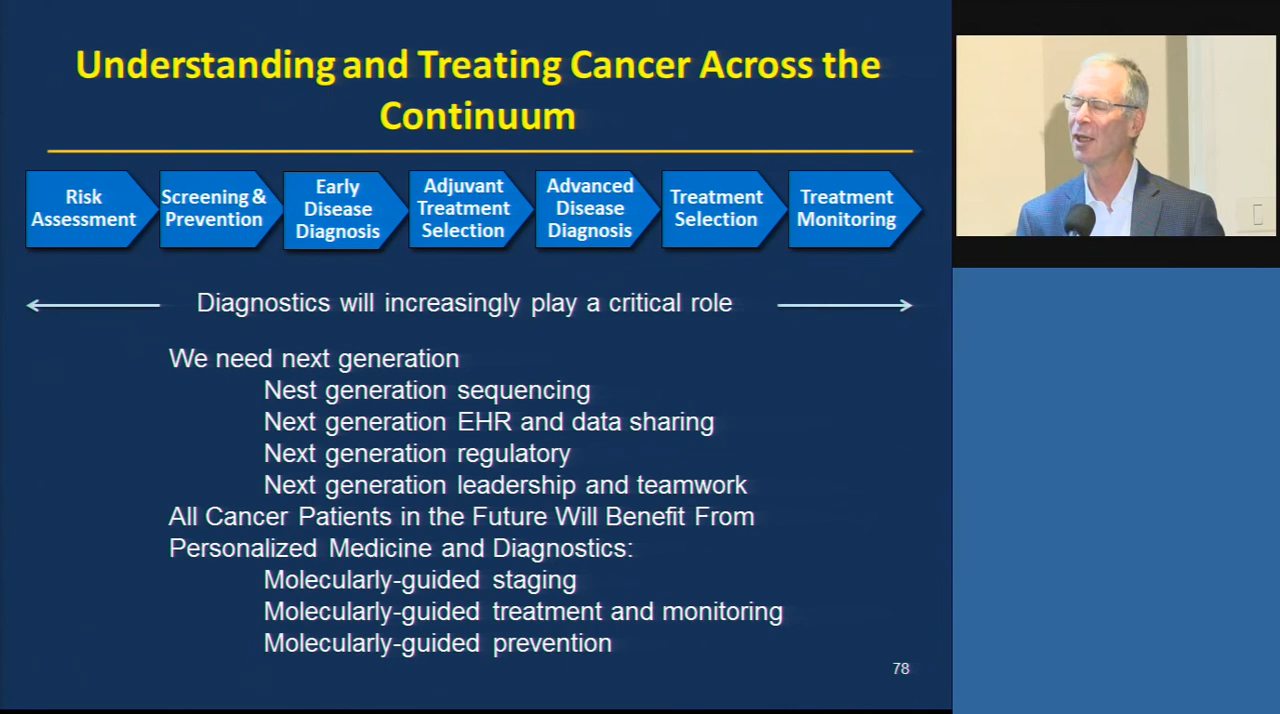 Understanding and Treating Cancer Across the
Continuum
Risk
Assessment
Screening &
Prevention
Early
Disease
Diagnosis
Adjuvant
Treatment
Selection
Advanced
Disease
Diagnosis
Treatment
Selection
Treatment
Monitoring
Diagnostics will increasingly play a critical role
We need next generation
Nest generation sequencing
Next generation EHR and data sharing
Next generation regulatory
Next generation leadership and teamwork
All Cancer Patients in the Future Will Benefit From
Personalized Medicine and Diagnostics:
Molecularly-guided staging
Molecularly-guided treatment and monitoring
Molecularly-guided prevention
78